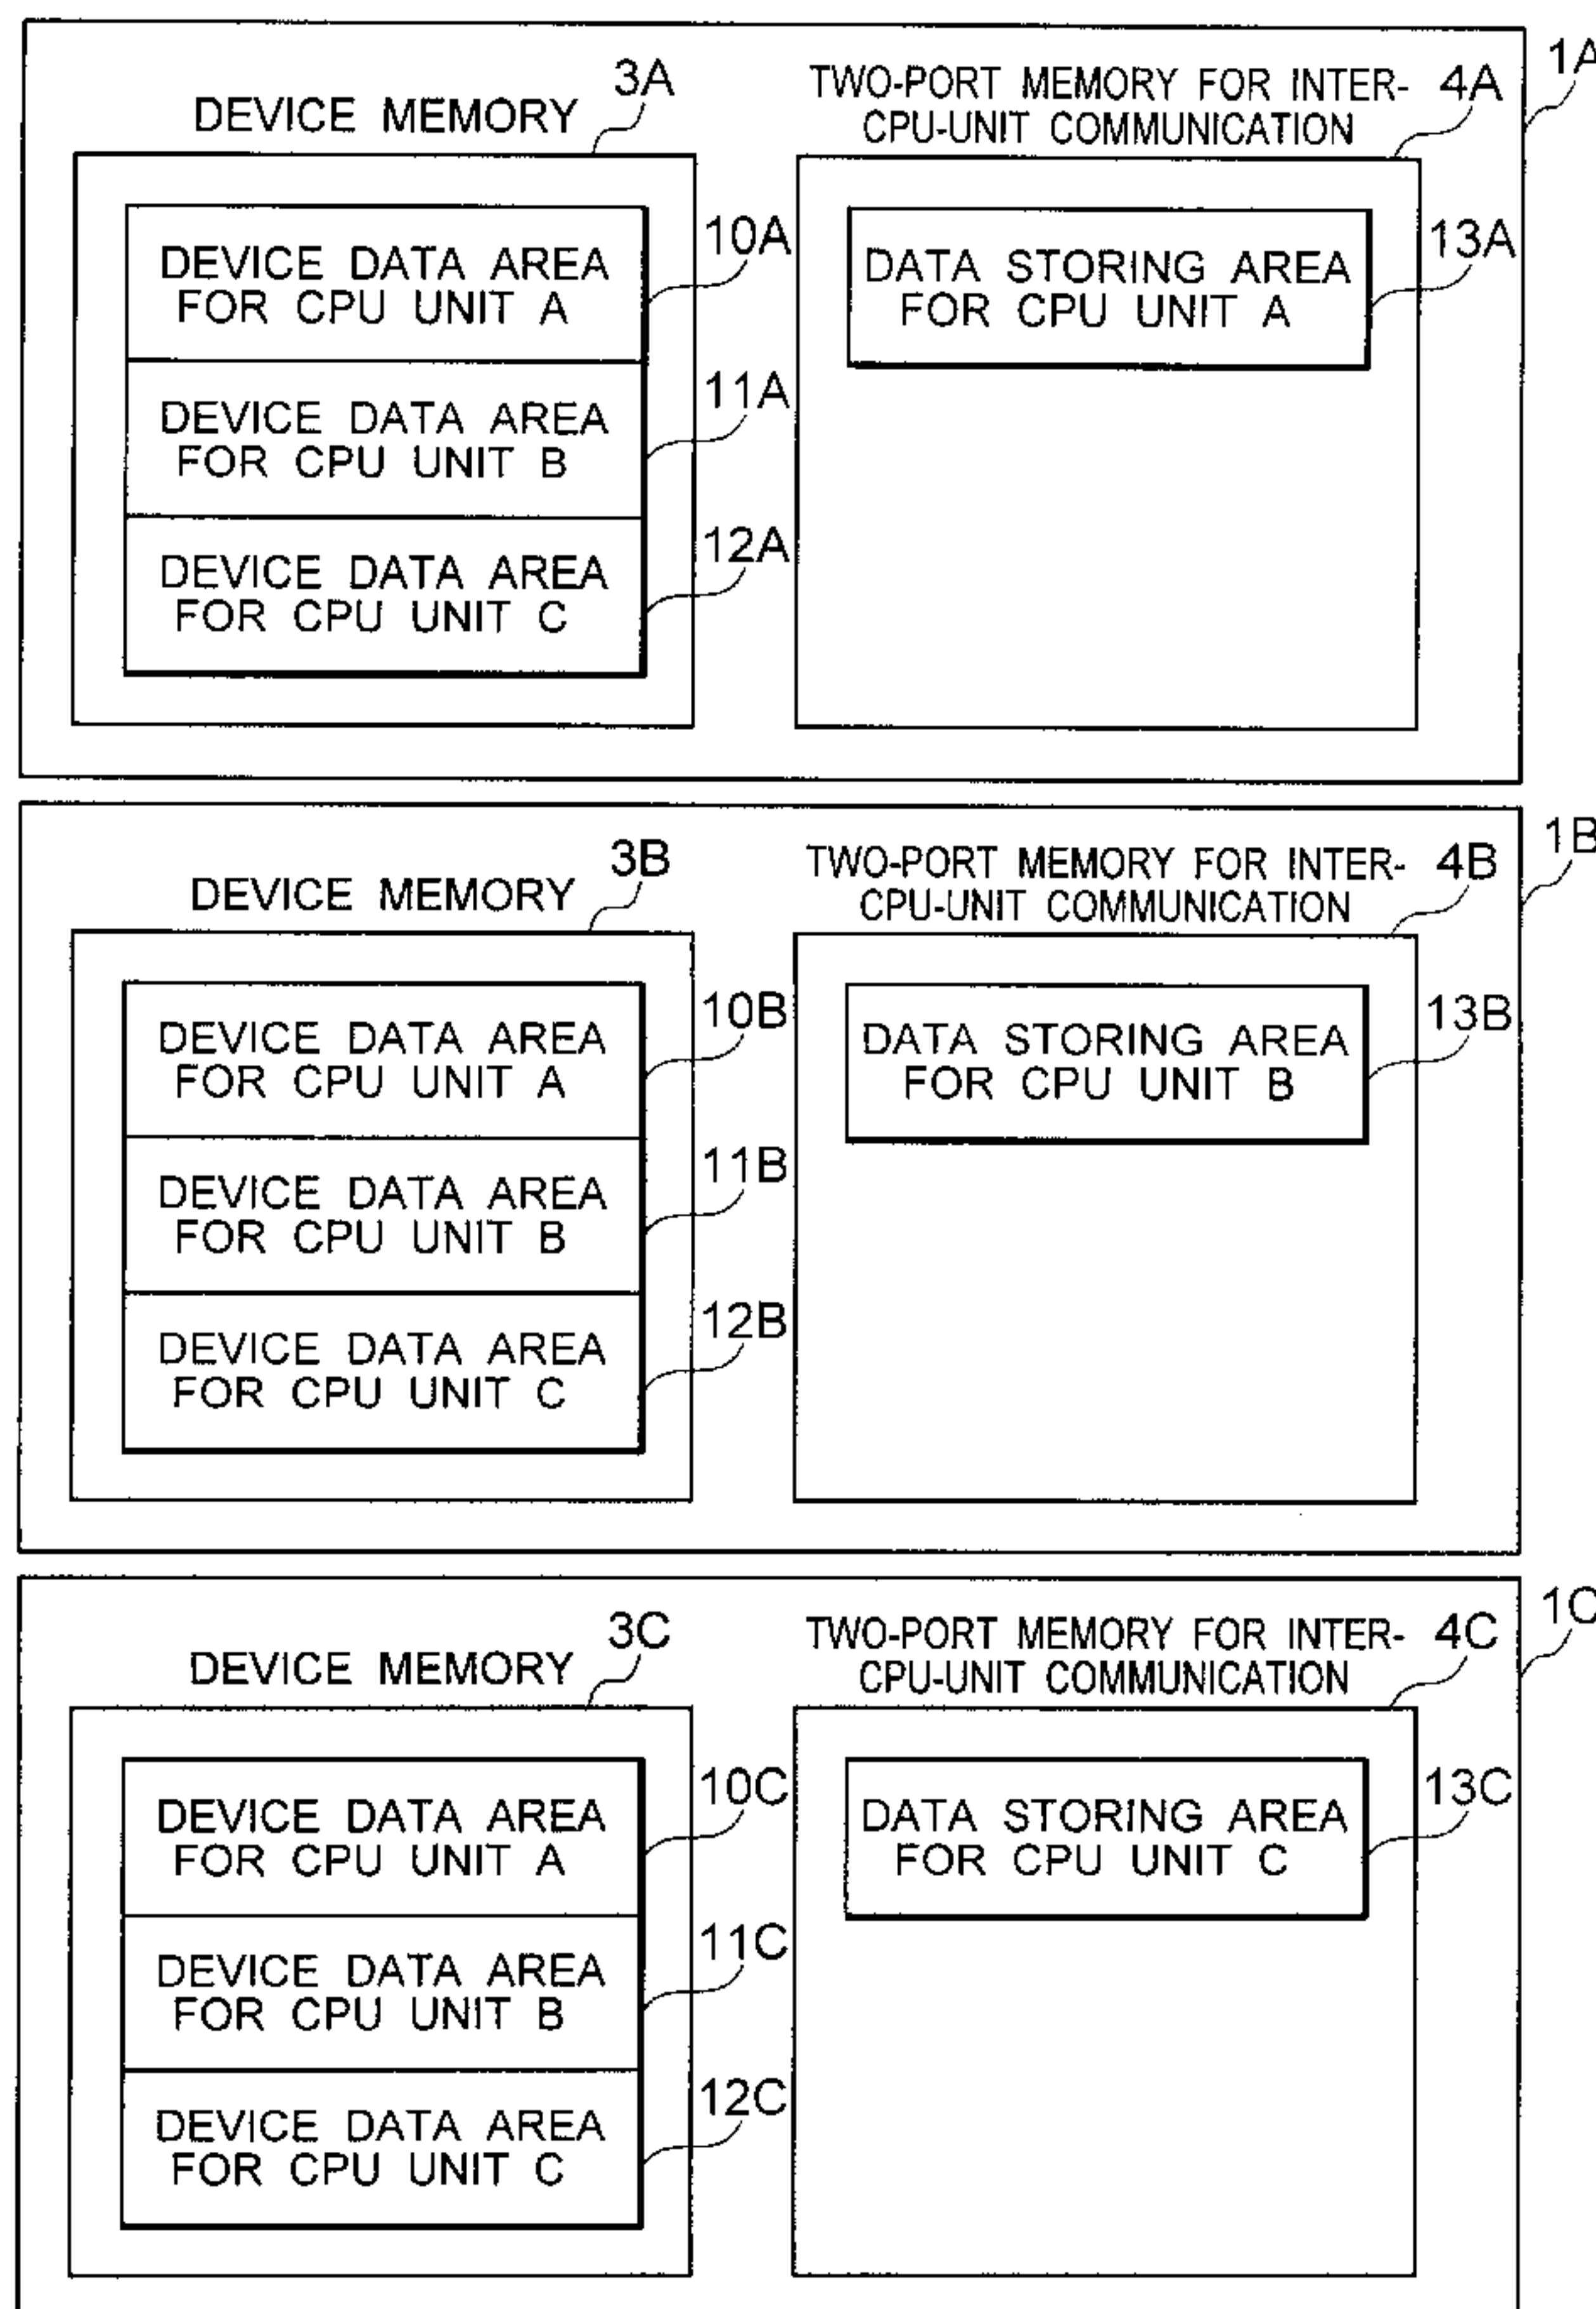 1A
DEVICE MEMORY
3A
TWO-PORT MEMORY FOR INTER-
CPU-UNIT COMMUNICATION
4A
DEVICE DATA AREA
FOR CPU UNIT A
10A
DEVICE DATA AREA
FOR CPU UNIT B
11A
DEVICE DATA AREA
FOR CPU UNIT C
12A
DATA STORING AREA
FOR CPU UNIT A
13A
1B
DEVICE MEMORY
3B
TWO-PORT MEMORY FOR INTER-
CPU-UNIT COMMUNICATION
4B
DEVICE DATA AREA
FOR CPU UNIT A
10B
DEVICE DATA AREA
FOR CPU UNIT B
11B
DEVICE DATA AREA
FOR CPU UNIT C
12B
DATA STORING AREA
FOR CPU UNIT B
13B
1C
DEVICE MEMORY
3C
TWO-PORT MEMORY FOR INTER-
CPU-UNIT COMMUNICATION
4C
DEVICE DATA AREA
FOR CPU UNIT A
10C
DEVICE DATA AREA
FOR CPU UNIT B
11C
DEVICE DATA AREA
FOR CPU UNIT C
12C
DATA STORING AREA
FOR CPU UNIT C
13C